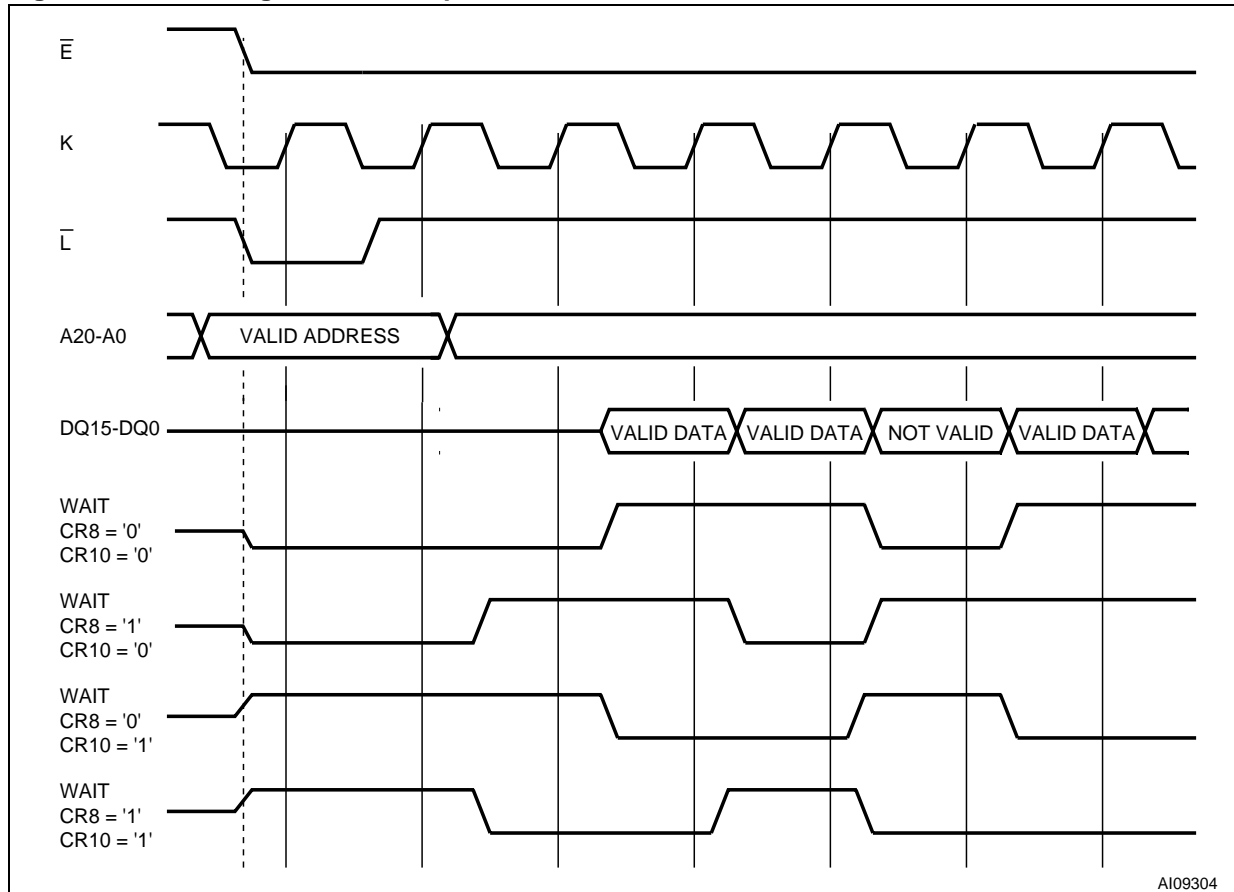 E
K
L
A20-A0
VALID ADDRESS
DQ15-DQ0
VALID DATA
VALID DATA
NOT VALID
VALID DATA
WAIT
CR8 = '0'
CR10 = '0'
WAIT
CR8 = '1'
CR10 = '0'
WAIT
CR8 = '0'
CR10 = '1'
WAIT
CR8 = '1'
CR10 = '1'
AI09304